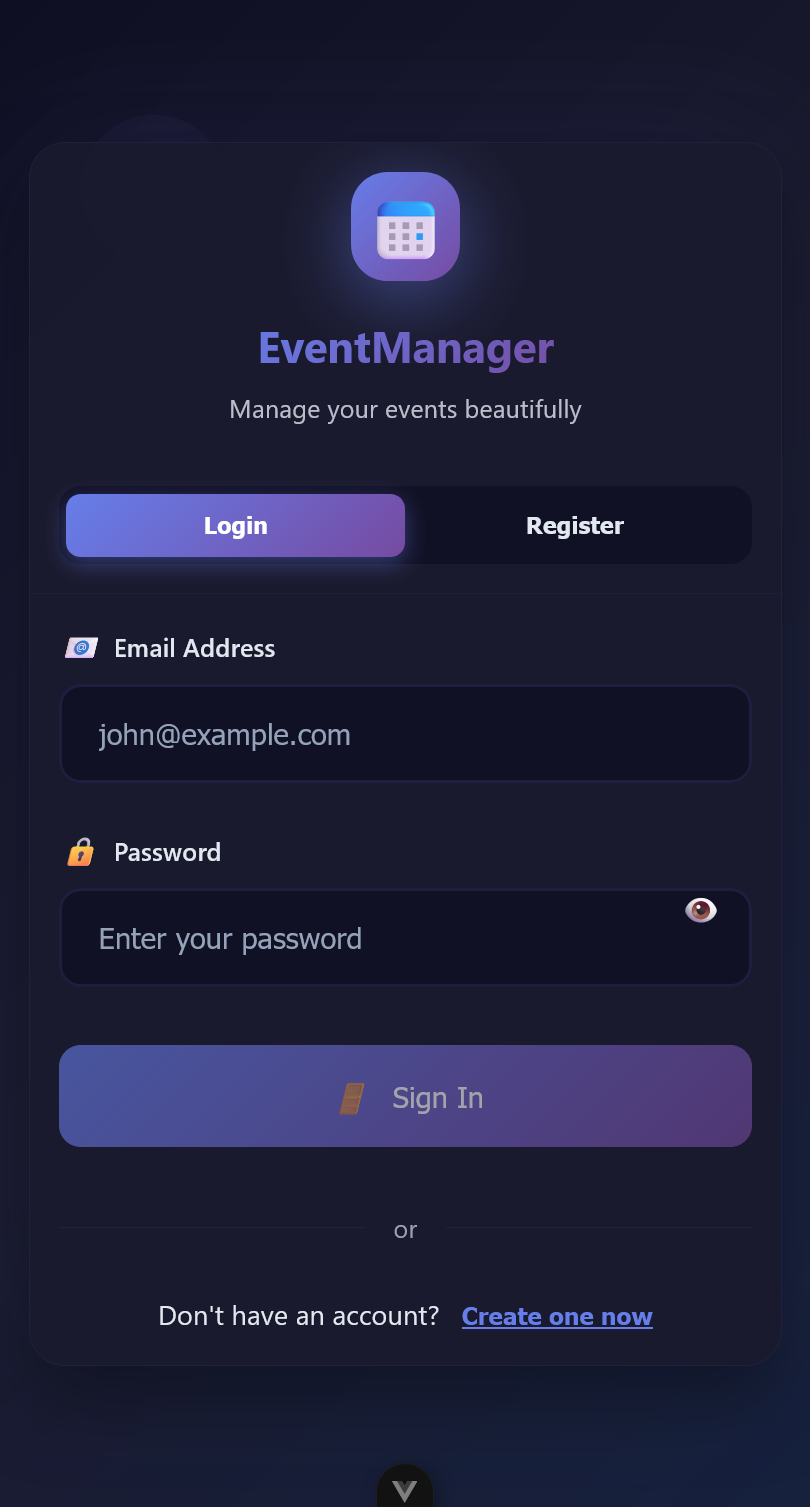 EventManager
Manage your events beautifully
Login Register
Email Address
john@example.com
Password
Enter your password
Sign In
or
Don't have an account? Create one now